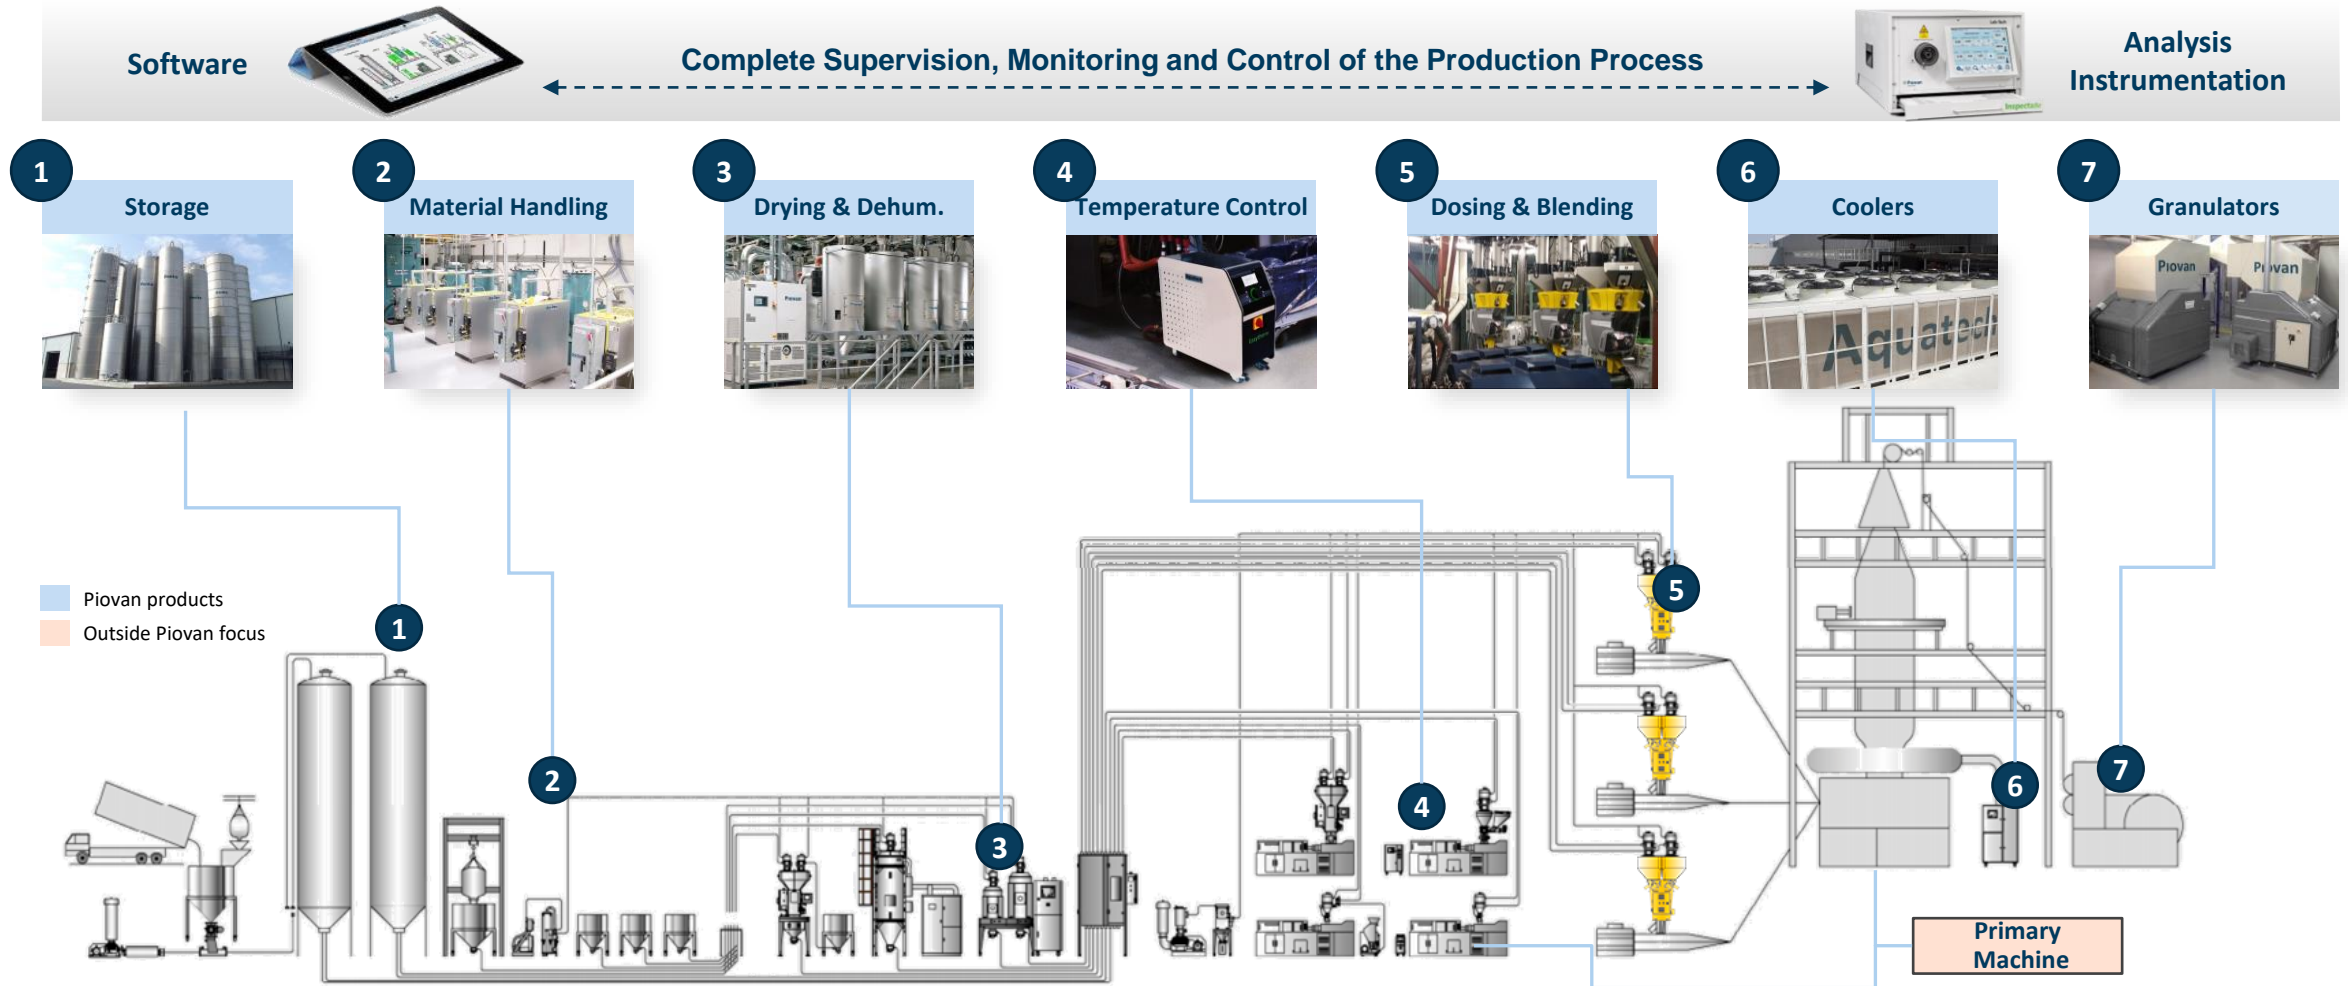 Software
Complete Supervision, Monitoring and Control of the Production Process
Analysis
Instrumentation
1
Storage
2
Material Handling
3
Drying & Dehum.
4
Temperature Control
5
Dosing & Blending
6
Coolers
7
Granulators
Piovan
Aquatech
Piovan
Piovan
Piovan products
Outside Piovan focus
1
2
3
4
5
6
7
Primary
Machine